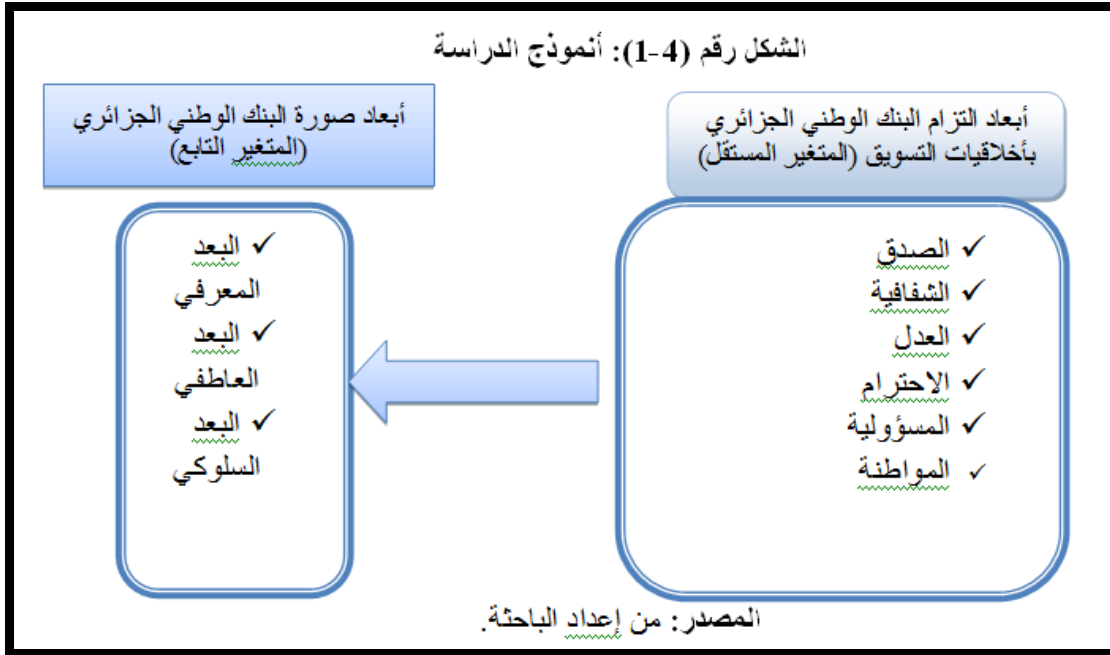 الشكل رقم (4-1): أنموذج الدراسة
أبعاد التزام البنك الوطني الجزائري
بأخلاقيات التسويق (المتغير المستقل)
✓ الصدق
✓ الشفافية
✓ العدل
✓ الاحترام
✓ المسؤولية
✓ المواطنة
أبعاد صورة البنك الوطني الجزائري
(المتغير التابع)
✓ البعد
المعرفي
✓ البعد
العاطفي
✓ البعد
السلوكي
المصدر: من إعداد الباحثة.